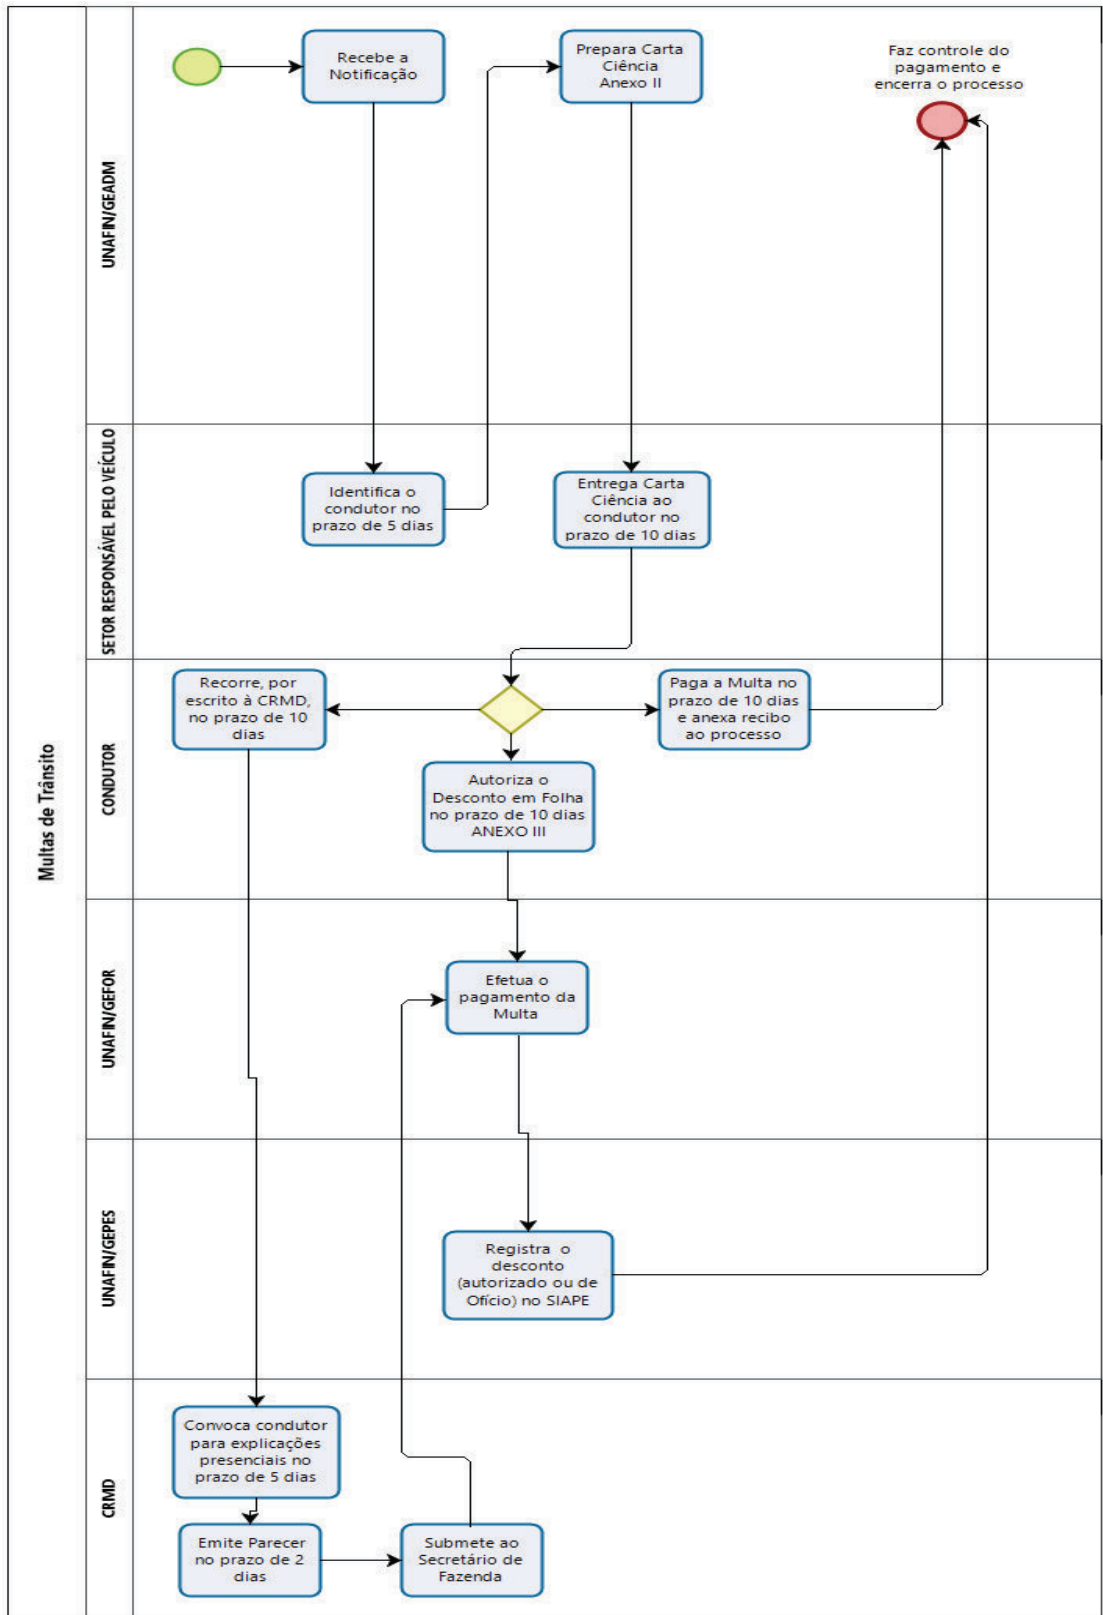 Multas de Trânsito
UNAFIN/GEADM
Recebe a
Notificação
Prepara Carta
Ciência
Anexo II
Faz controle do
pagamento e
encerra o processo
SETOR RESPONSÁVEL PELO VEÍCULO
Identifica o
condutor no
prazo de 5 dias
Entrega Carta
Ciência ao
condutor no
prazo de 10 dias
CONDUTOR
Recorre, por
escrito à CRMD,
no prazo de 10
dias
Paga a Multa no
prazo de 10 dias
e anexa recibo
ao processo
Autoriza o
Desconto em Folha
no prazo de 10 dias
ANEXO III
UNAFIN/GEFOR
Efetua o
pagamento da
Multa
UNAFIN/GEPES
Registra o
desconto
(autorizado ou de
Ofício) no SIAPE
CRMD
Convoca condutor
para explicações
presenciais no
prazo de 5 dias
Emite Parecer
no prazo de 2
dias
Submete ao
Secretário de
Fazenda